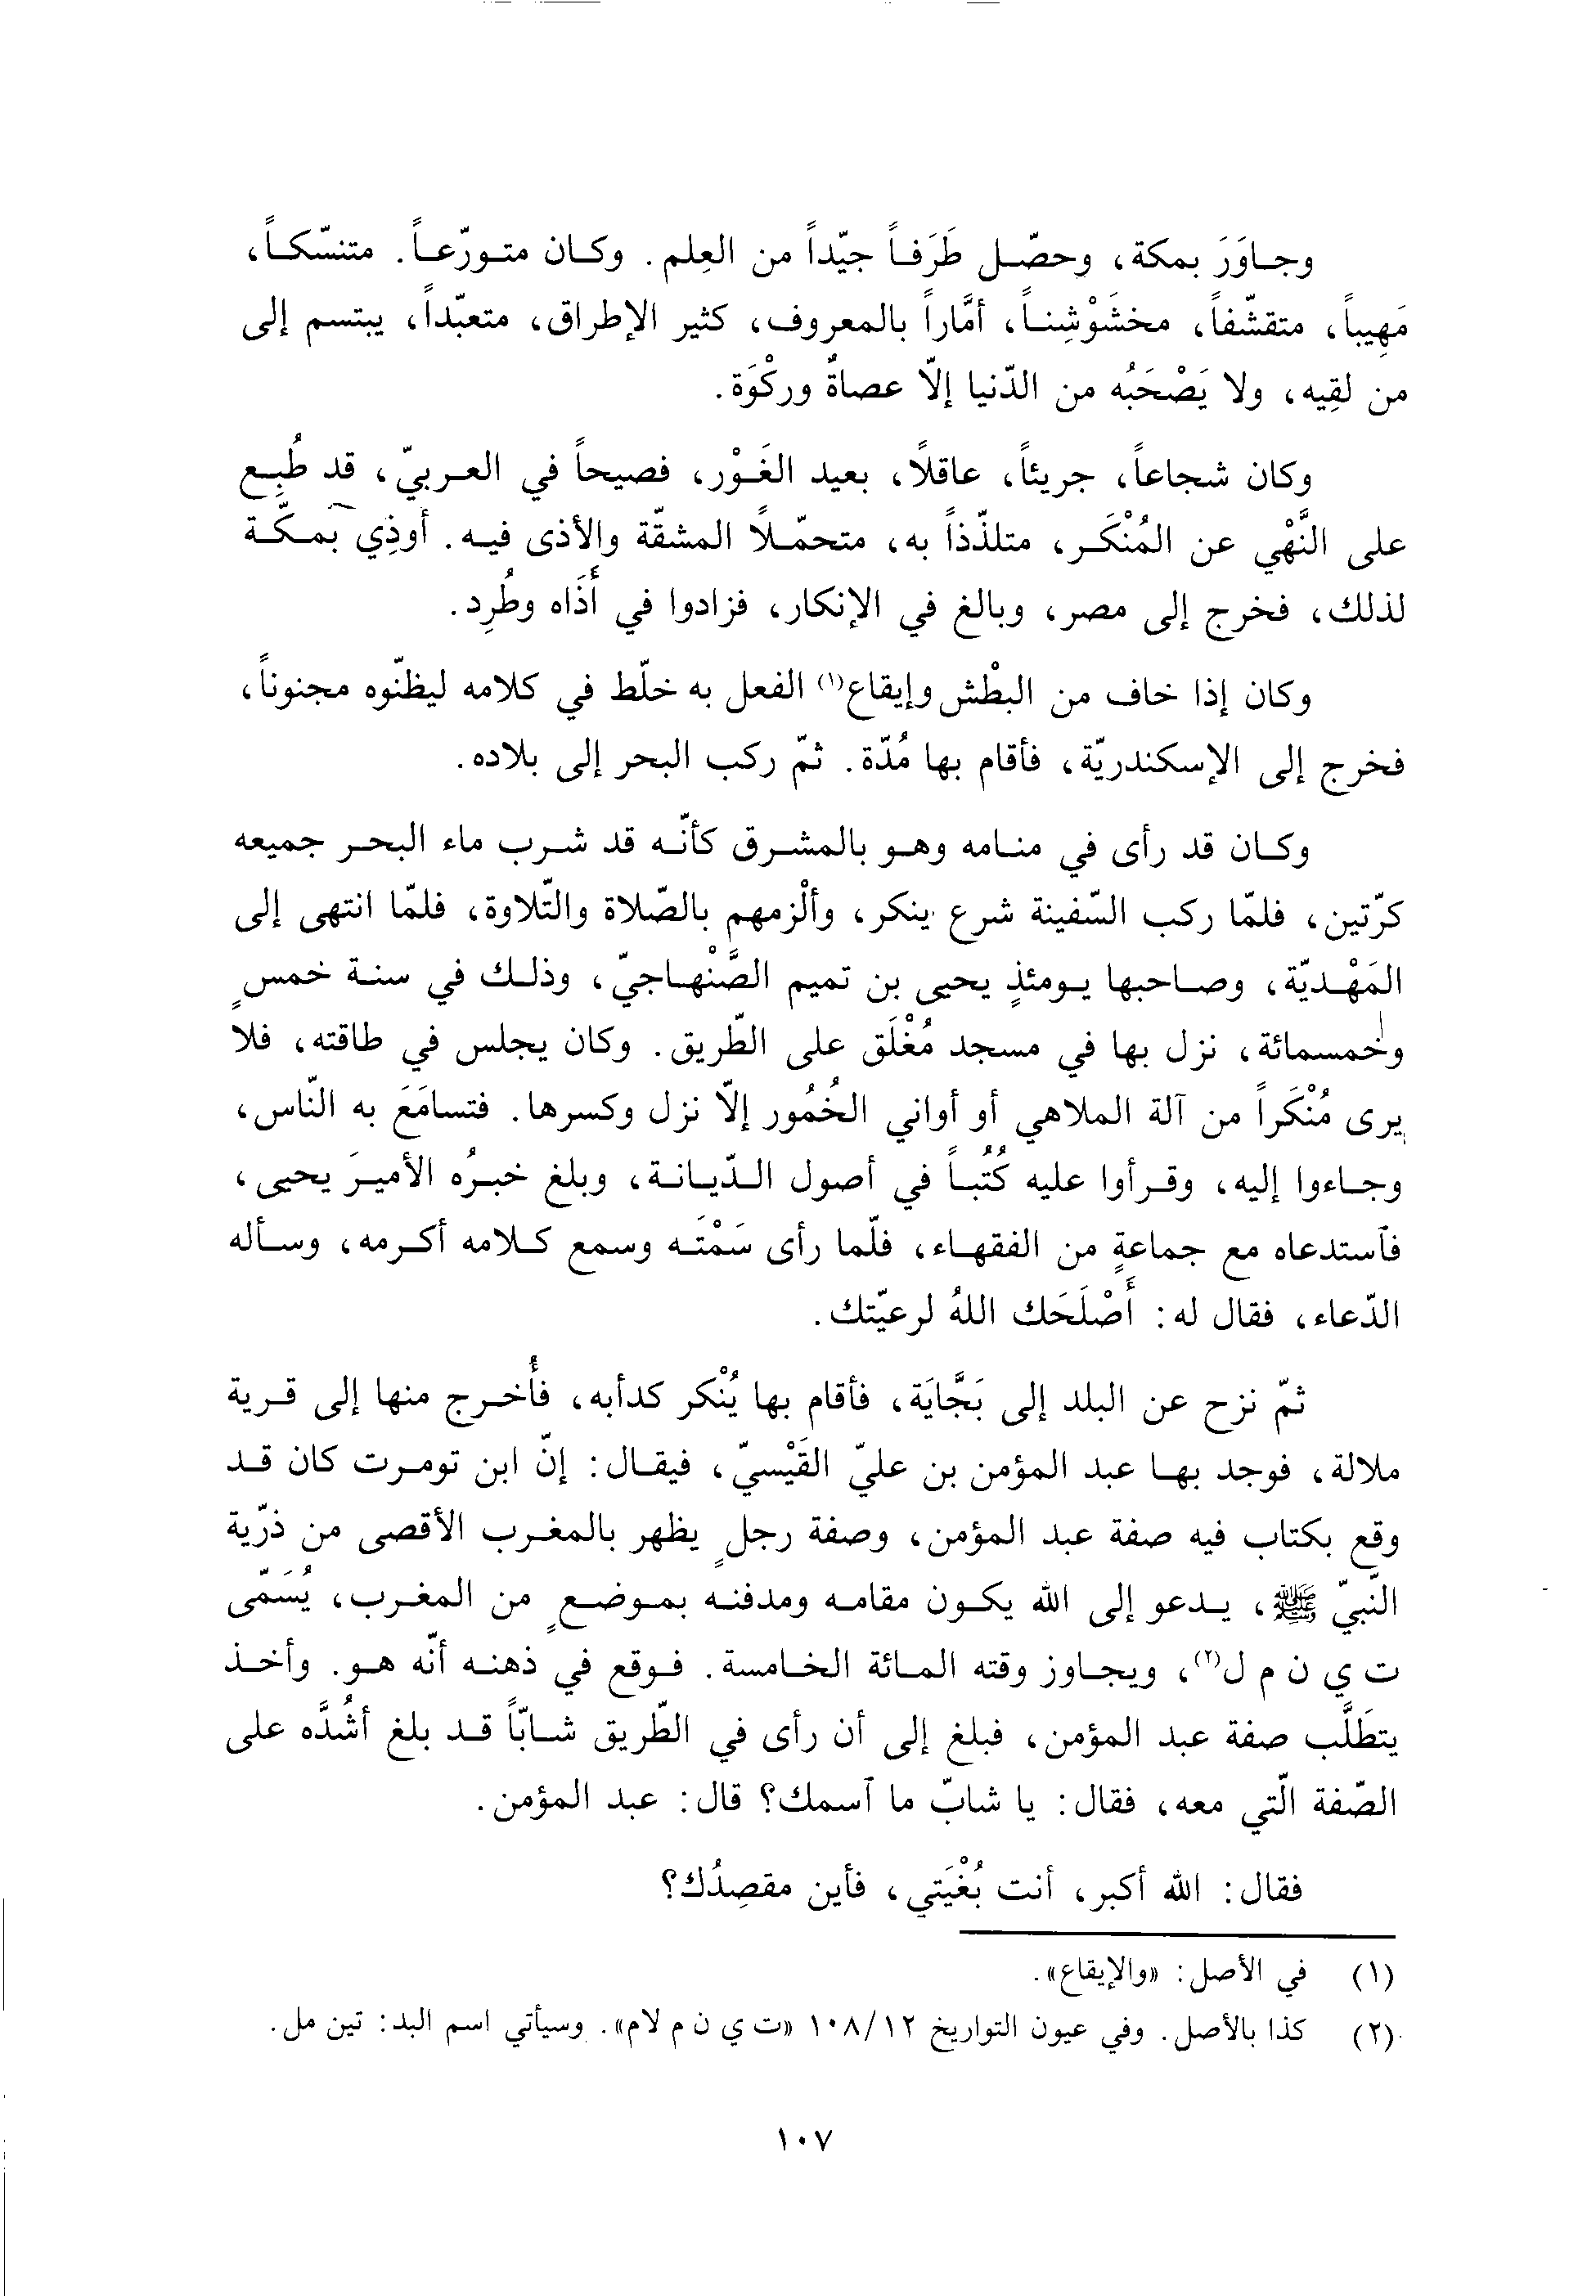 وجاوَرَ بمكة، وحصّل طَرَفاً جيّداً من العِلم. وكان متورّعاً. متنسّكاً،
مَهِيباً، متقشّفاً، مخشَوْشِناً، أمَّاراً بالمعروف، كثير الإطراق، متعبّداً، يبتسم إلى
من لقِيه، ولا يَصْحَبُه من الدّنيا إلّا عصاةٌ وركْوَة.
وكان شجاعاً، جريئاً، عاقلًا، بعيد الغَوْر، فصيحاً في العربيّ، قد طُبِع
على النَّهْي عن المُنْكَر، متلذّذاً به، متحمّلًا المشقّة والأذى فيه. أوذِي بمكّة
لذلك، فخرج إلى مصر، وبالغ في الإنكار، فزادوا في أَذَاه وطُرِد.
وكان إذا خاف من البطْش وإيقاع(١) الفعل به خلّط في كلامه ليظنّوه مجنوناً،
فخرج إلى الإسكندريّة، فأقام بها مُدّة. ثمّ ركب البحر إلى بلاده.
وكان قد رأى في منامه وهو بالمشرق كأنّه قد شرب ماء البحر جميعه
كرّتين، فلمّا ركب السّفينة شرع ينكر، وألْزمهم بالصّلاة والتّلاوة، فلمّا انتهى إلى
المَهْديّة، وصاحبها يومئذٍ يحيى بن تميم الصَّنْهاجيّ، وذلك في سنة خمسٍ
وخمسمائة، نزل بها في مسجد مُغْلَق على الطّريق. وكان يجلس في طاقته، فلا
يرى مُنْكَراً من آلة الملاهي أو أواني الخُمُور إلّا نزل وكسرها. فتسامَعَ به النّاس،
وجاءوا إليه، وقرأوا عليه كُتُباً في أصول الدّيانة، وبلغ خبرُه الأميرَ يحيى،
فٱستدعاه مع جماعةٍ من الفقهاء، فلّما رأى سَمْتَه وسمع كلامه أكرمه، وسأله
الدّعاء، فقال له: أَصْلَحَك اللهُ لرعيّتك.
ثمّ نزح عن البلد إلى بَجَّايَة، فأقام بها يُنْكر كدأبه، فأُخرج منها إلى قرية
ملالة، فوجد بها عبد المؤمن بن عليّ القَيْسيّ، فيقال: إنّ ابن تومرت كان قد
وقع بكتاب فيه صفة عبد المؤمن، وصفة رجلٍ يظهر بالمغرب الأقصى من ذرّية
النّبيّ ﷺ، يدعو إلى الله يكون مقامه ومدفنه بموضعٍ من المغرب، يُسَمّى
ت ي ن م ل(٢)، ويجاوز وقته المائة الخامسة. فوقع في ذهنه أنّه هو. وأخذ
يتطَلَّب صفة عبد المؤمن، فبلغ إلى أن رأى في الطّريق شابّاً قد بلغ أشُدَّه على
الصّفة الّتي معه، فقال: يا شابّ ما ٱسمك؟ قال: عبد المؤمن.
فقال: الله أكبر، أنت بُغْيَتي، فأين مقصِدُك؟
(١) في الأصل: «والإيقاع».
(٢) كذا بالأصل. وفي عيون التواريخ ١٠٨/١٢ «ت ي ن م لام». وسيأتي اسم البد: تين مل.
١٠٧